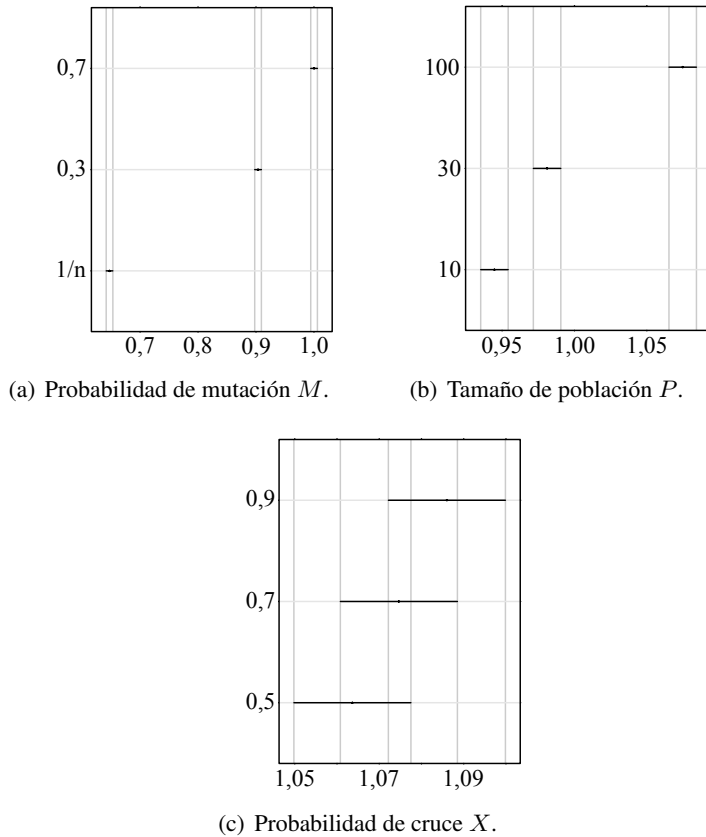 0,7
0,3
1/n
0,7 0,8 0,9 1,0
(a) Probabilidad de mutación M.
100
30
10
0,95 1,00 1,05
(b) Tamaño de población P.
0,9
0,7
0,5
1,05 1,07 1,09
(c) Probabilidad de cruce X.